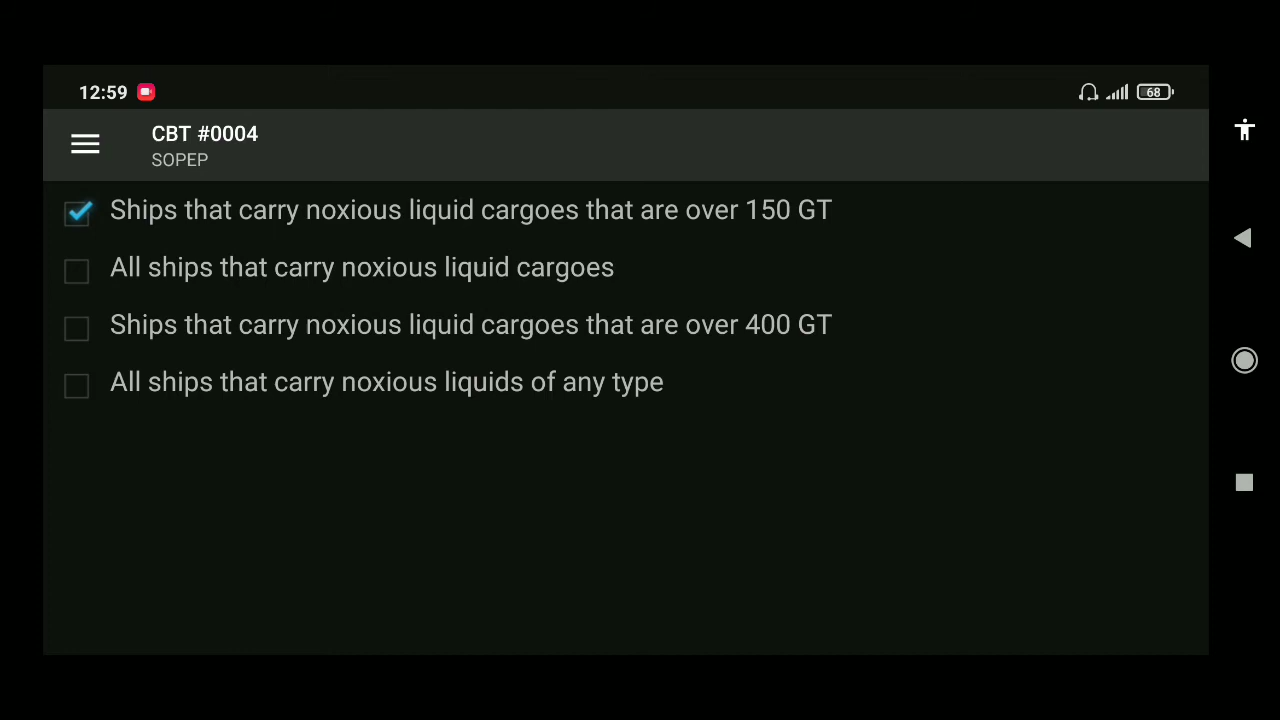 12:59
68
CBT #0004
SOPEP
Ships that carry noxious liquid cargoes that are over 150 GT
All ships that carry noxious liquid cargoes
Ships that carry noxious liquid cargoes that are over 400 GT
All ships that carry noxious liquids of any type